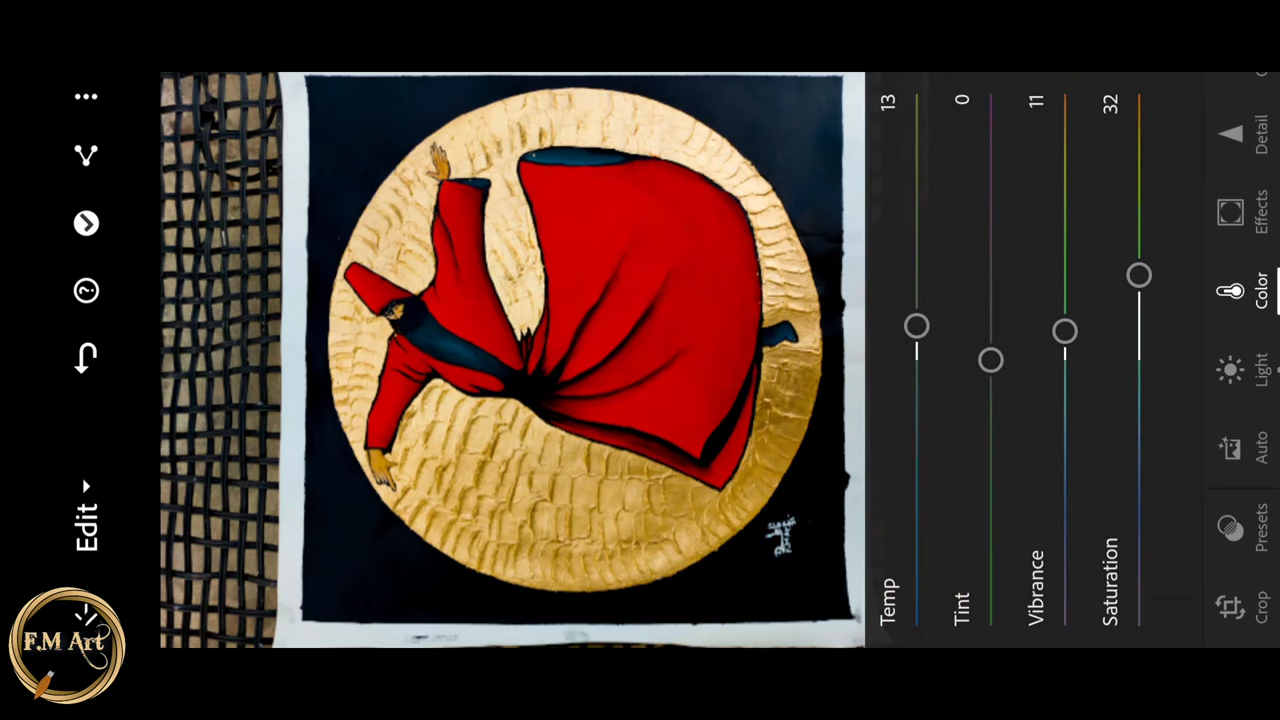 Edit
Temp 13
Tint 0
Vibrance 11
Saturation 32
Crop
Presets
Auto
Light
Color
Effects
Detail
F.M Art